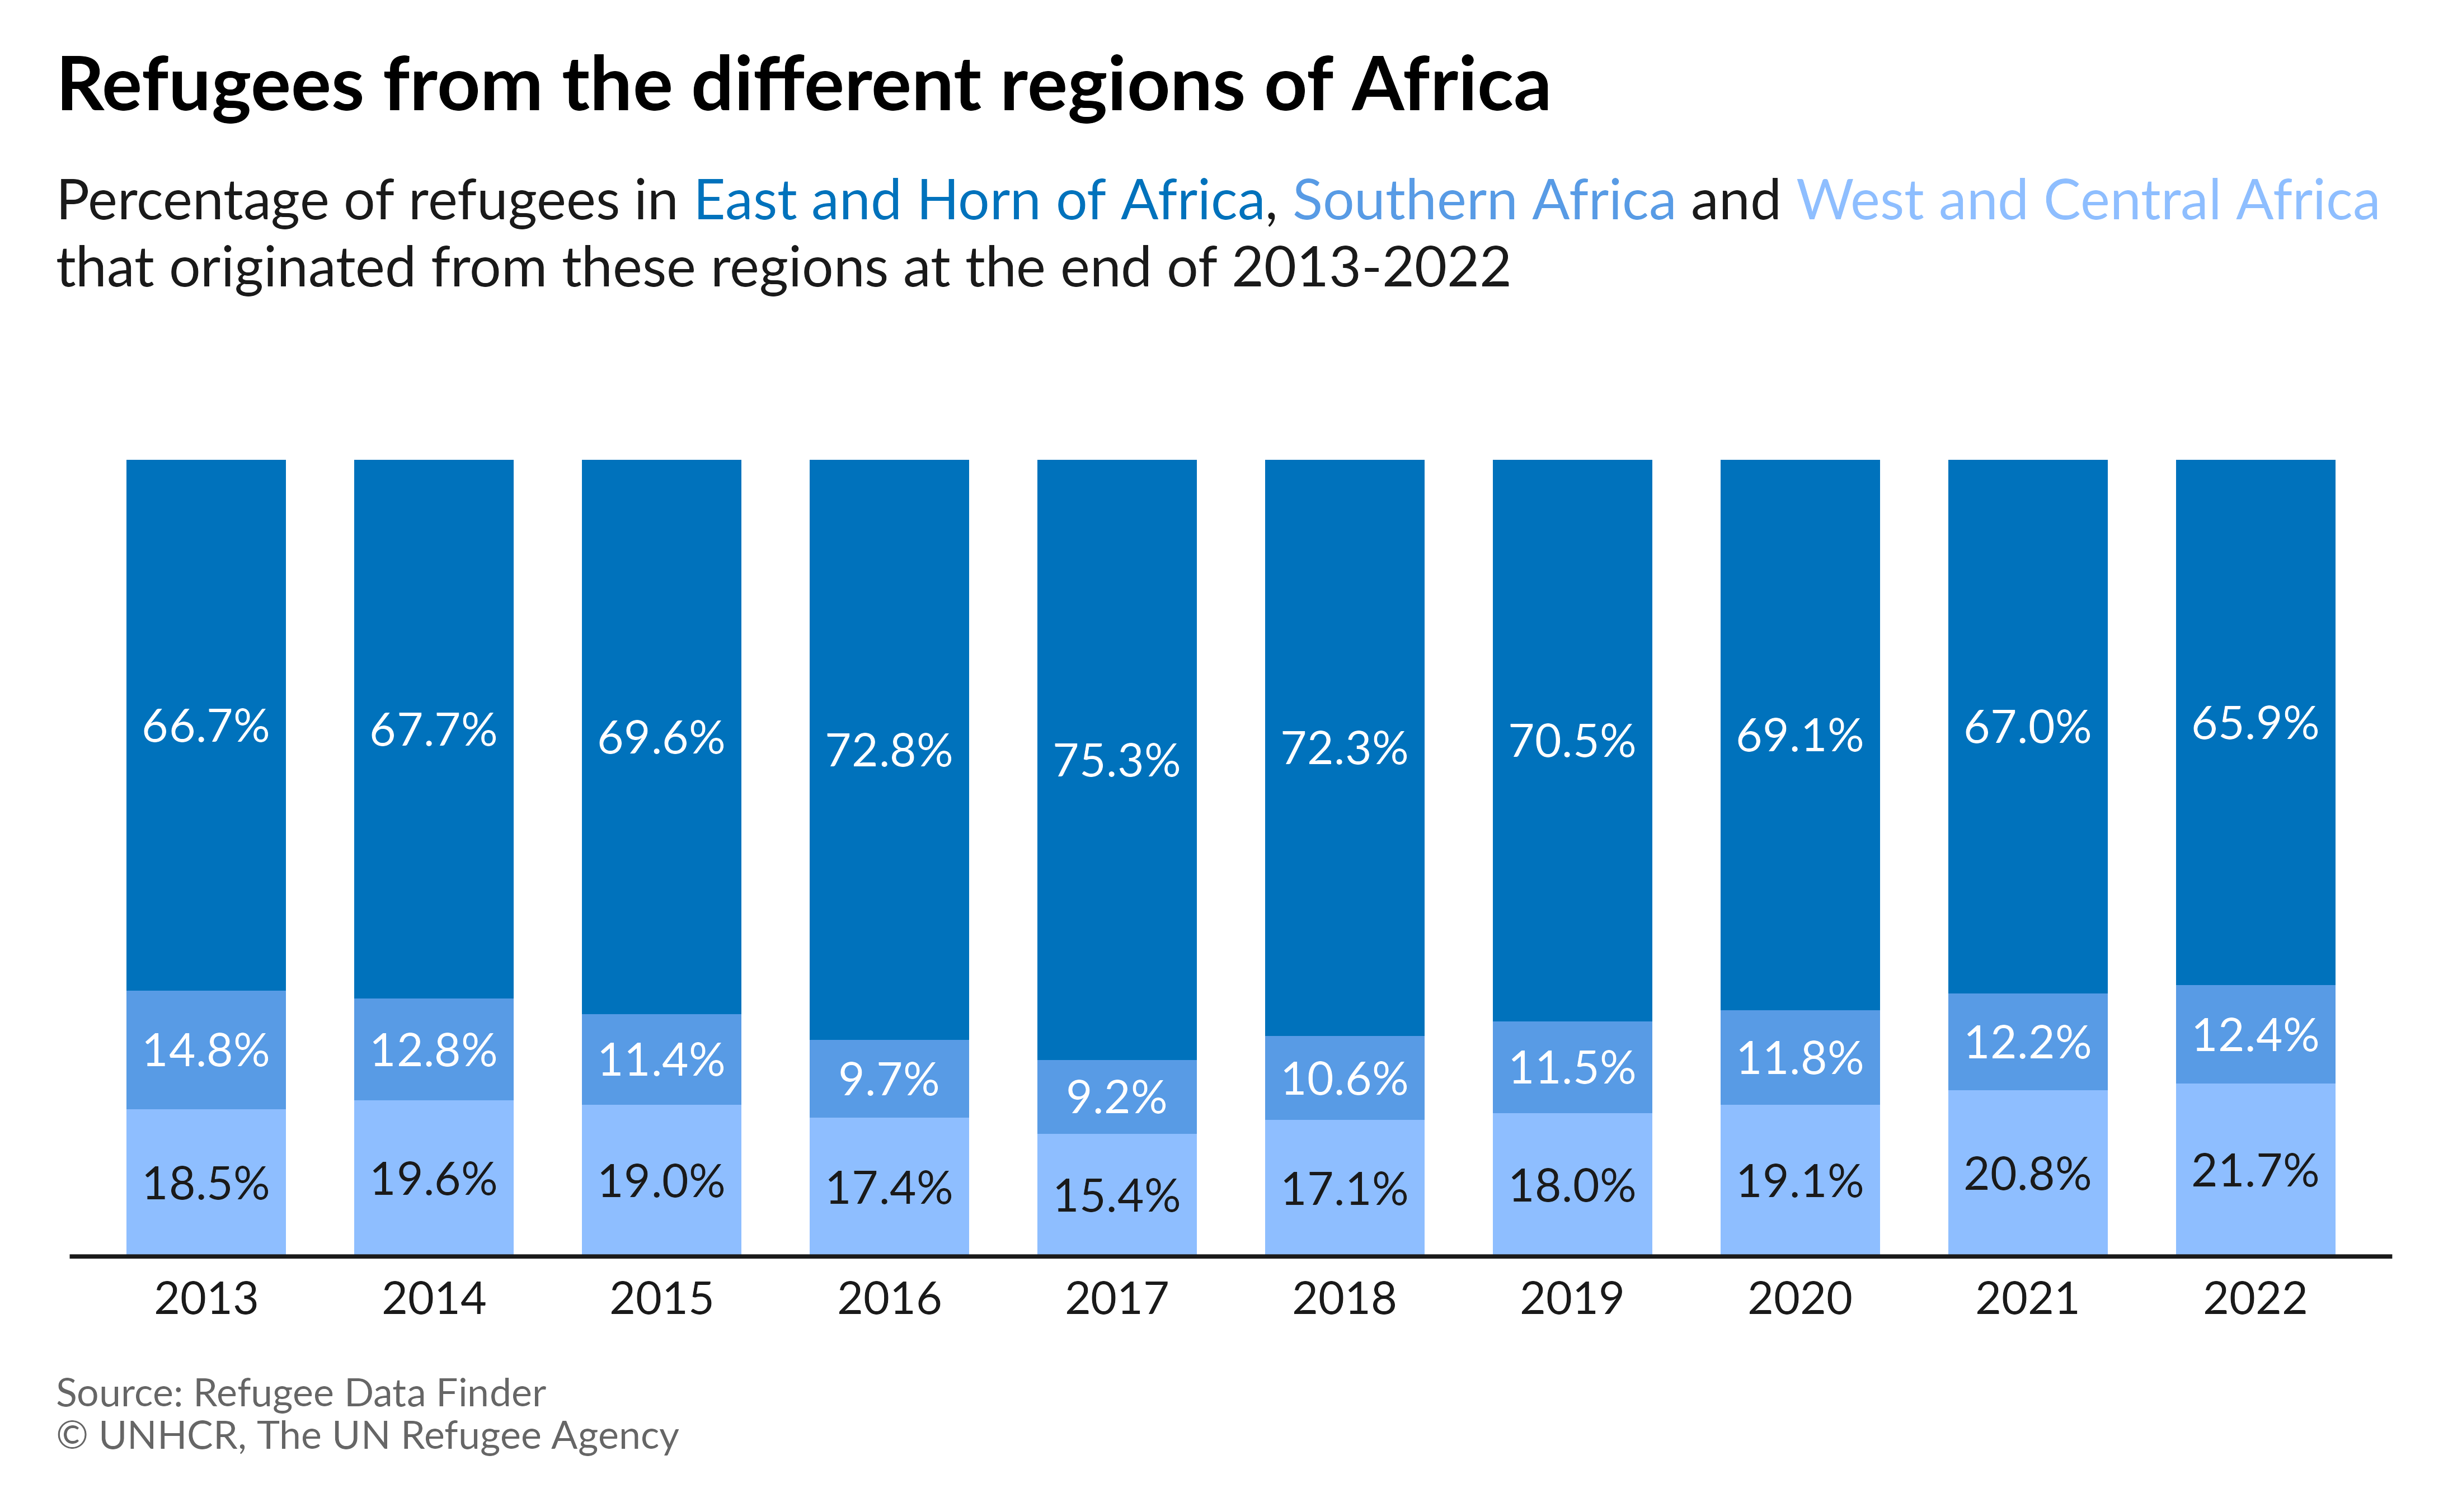 Refugees from the different regions of Africa
Percentage of refugees in East and Horn of Africa, Southern Africa and West and Central Africa
that originated from these regions at the end of 2013-2022
66.7% 67.7% 69.6% 72.8% 75.3% 72.3% 70.5% 69.1% 67.0% 65.9%
14.8% 12.8% 11.4% 9.7% 9.2% 10.6% 11.5% 11.8% 12.2% 12.4%
18.5% 19.6% 19.0% 17.4% 15.4% 17.1% 18.0% 19.1% 20.8% 21.7%
2013 2014 2015 2016 2017 2018 2019 2020 2021 2022
Source: Refugee Data Finder
© UNHCR, The UN Refugee Agency